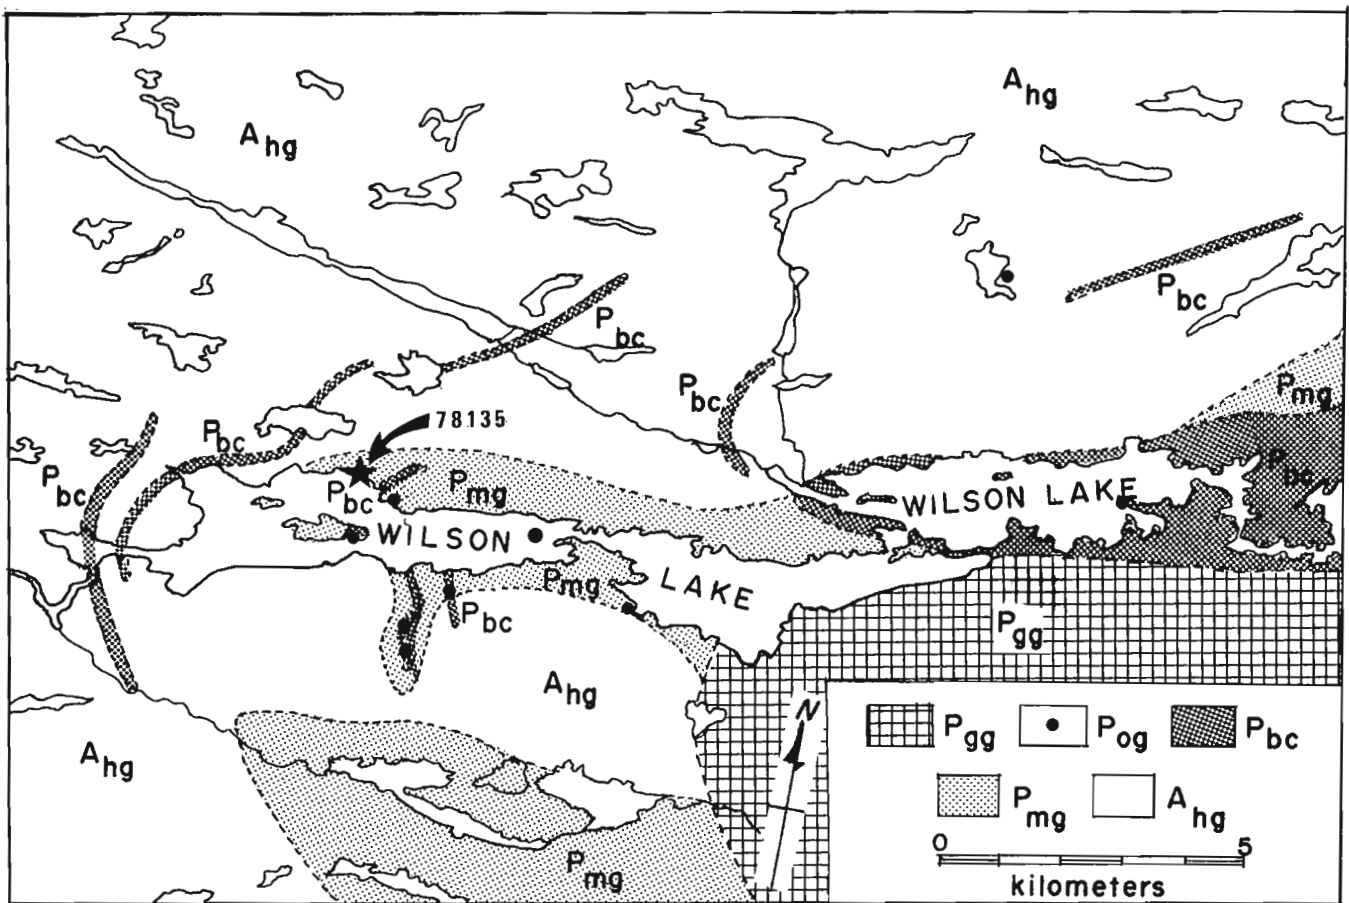 Ahg
Ahg
Pbc
Pbc
Pmg
Pbc
78135
Pbc
Pbc
Pbc
Pmg
Pbc
WILSON LAKE
WILSON
Pmg
LAKE
Pbc
Pgg
Ahg
Ahg
N
Pgg Pog Pbc
Pmg Ahg
0 5
kilometers
Pmg